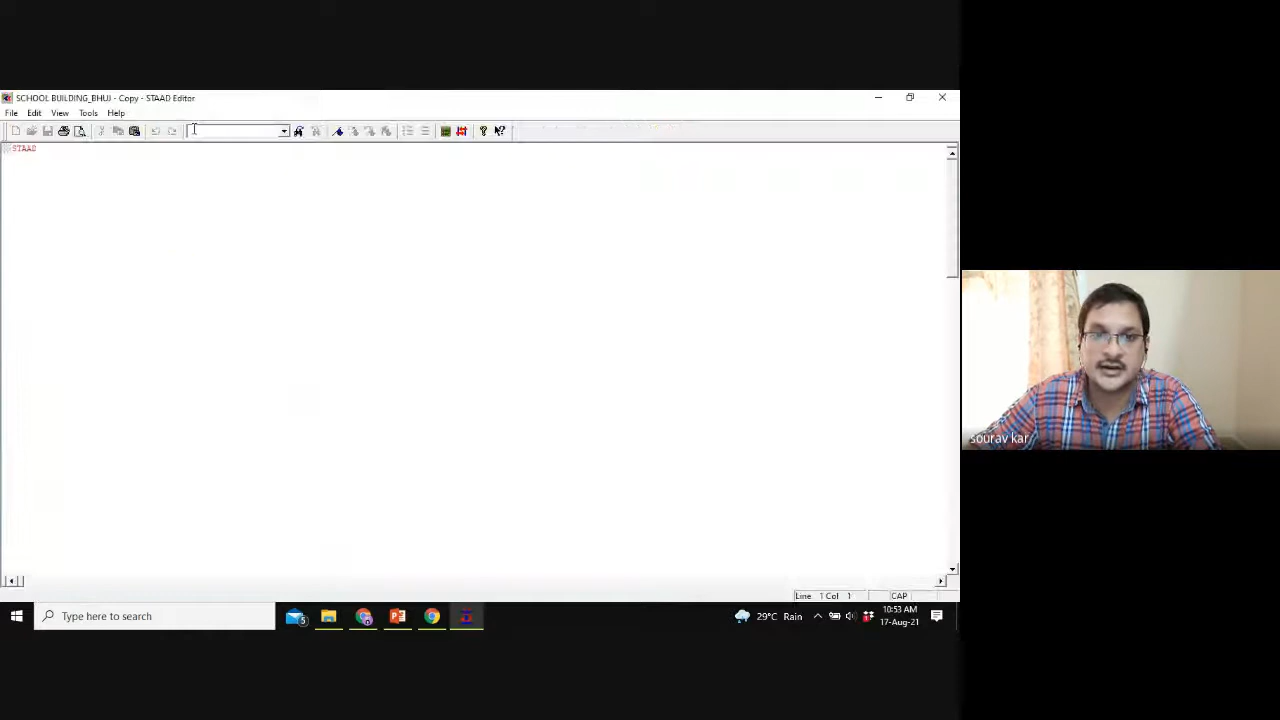 SCHOOL BUILDING_BHUJ - Copy - STAAD Editor
File Edit View Tools Help
STAAD
sourav kar
Line 1 Col 1 CAP
Type here to search
5
29°C Rain
10:53 AM
17-Aug-21